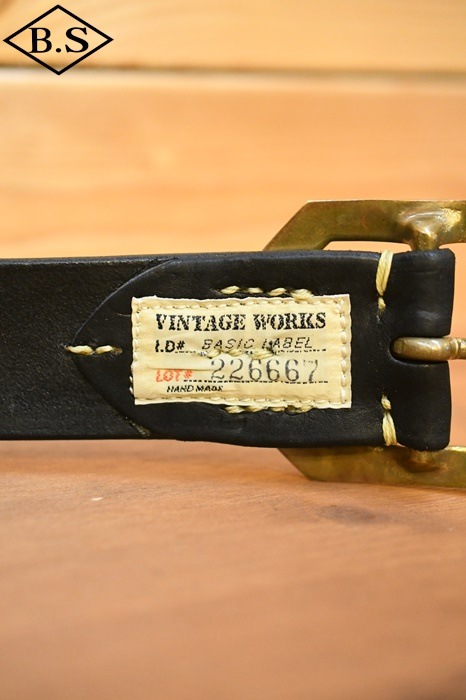 B.S
VINTAGE WORKS
I.D# BASIC LABEL
LOT# 226667
HAND MADE